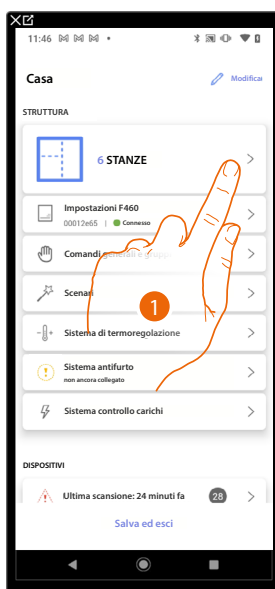 11:46
Casa
Modificar
STRUTTURA
6 STANZE
Impostazioni F460
00012e65 | Connesso
Comandi generali e gruppi
Scenari
1
Sistema di termoregolazione
Sistema antifurto
non ancora collegato
Sistema controllo carichi
DISPOSITIVI
Ultima scansione: 24 minuti fa
28
Salva ed esci